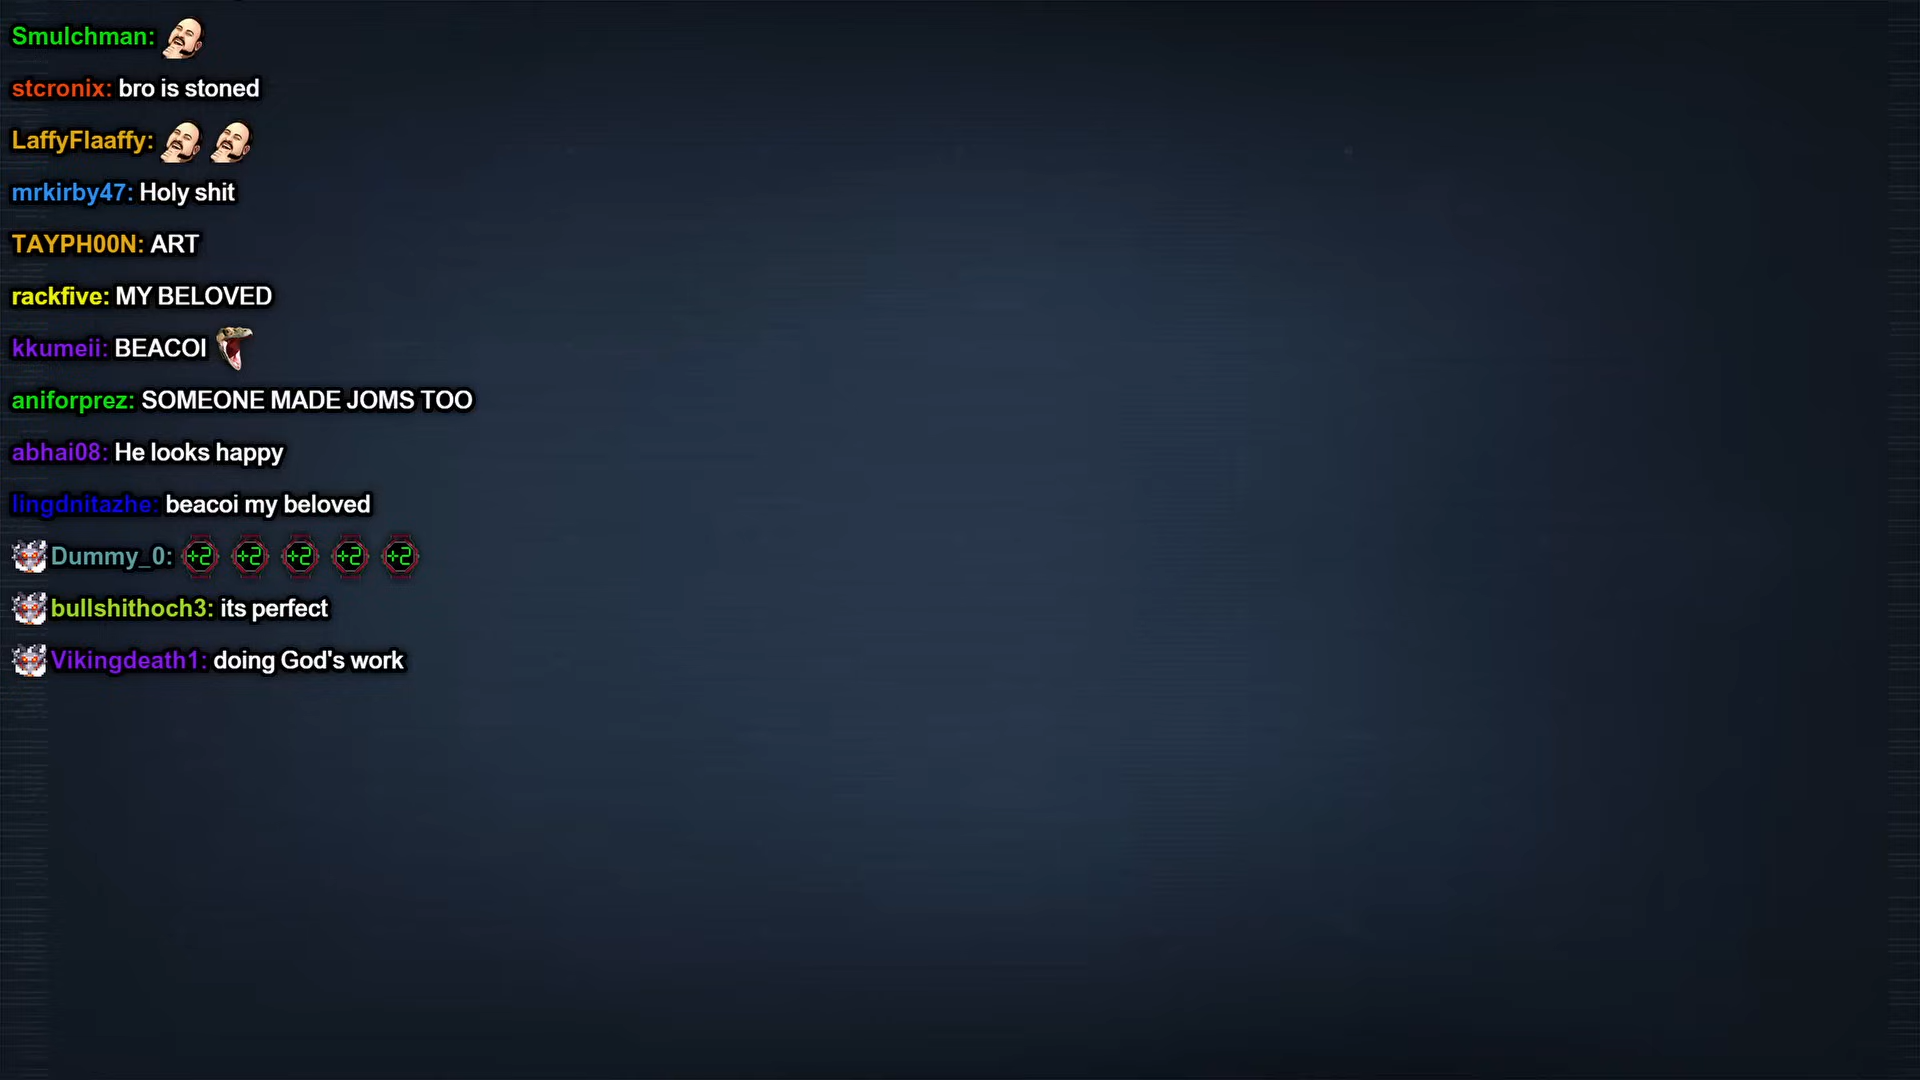 Smulchman:
stcronix: bro is stoned
LaffyFlaaffy:
mrkirby47: Holy shit
TAYPH00N: ART
rackfive: MY BELOVED
kkumeii: BEACOI
aniforprez: SOMEONE MADE JOMS TOO
abhai08: He looks happy
lingdnitazhe: beacoi my beloved
Dummy_0: +2 +2 +2 +2 +2
bullshithoch3: its perfect
Vikingdeath1: doing God's work